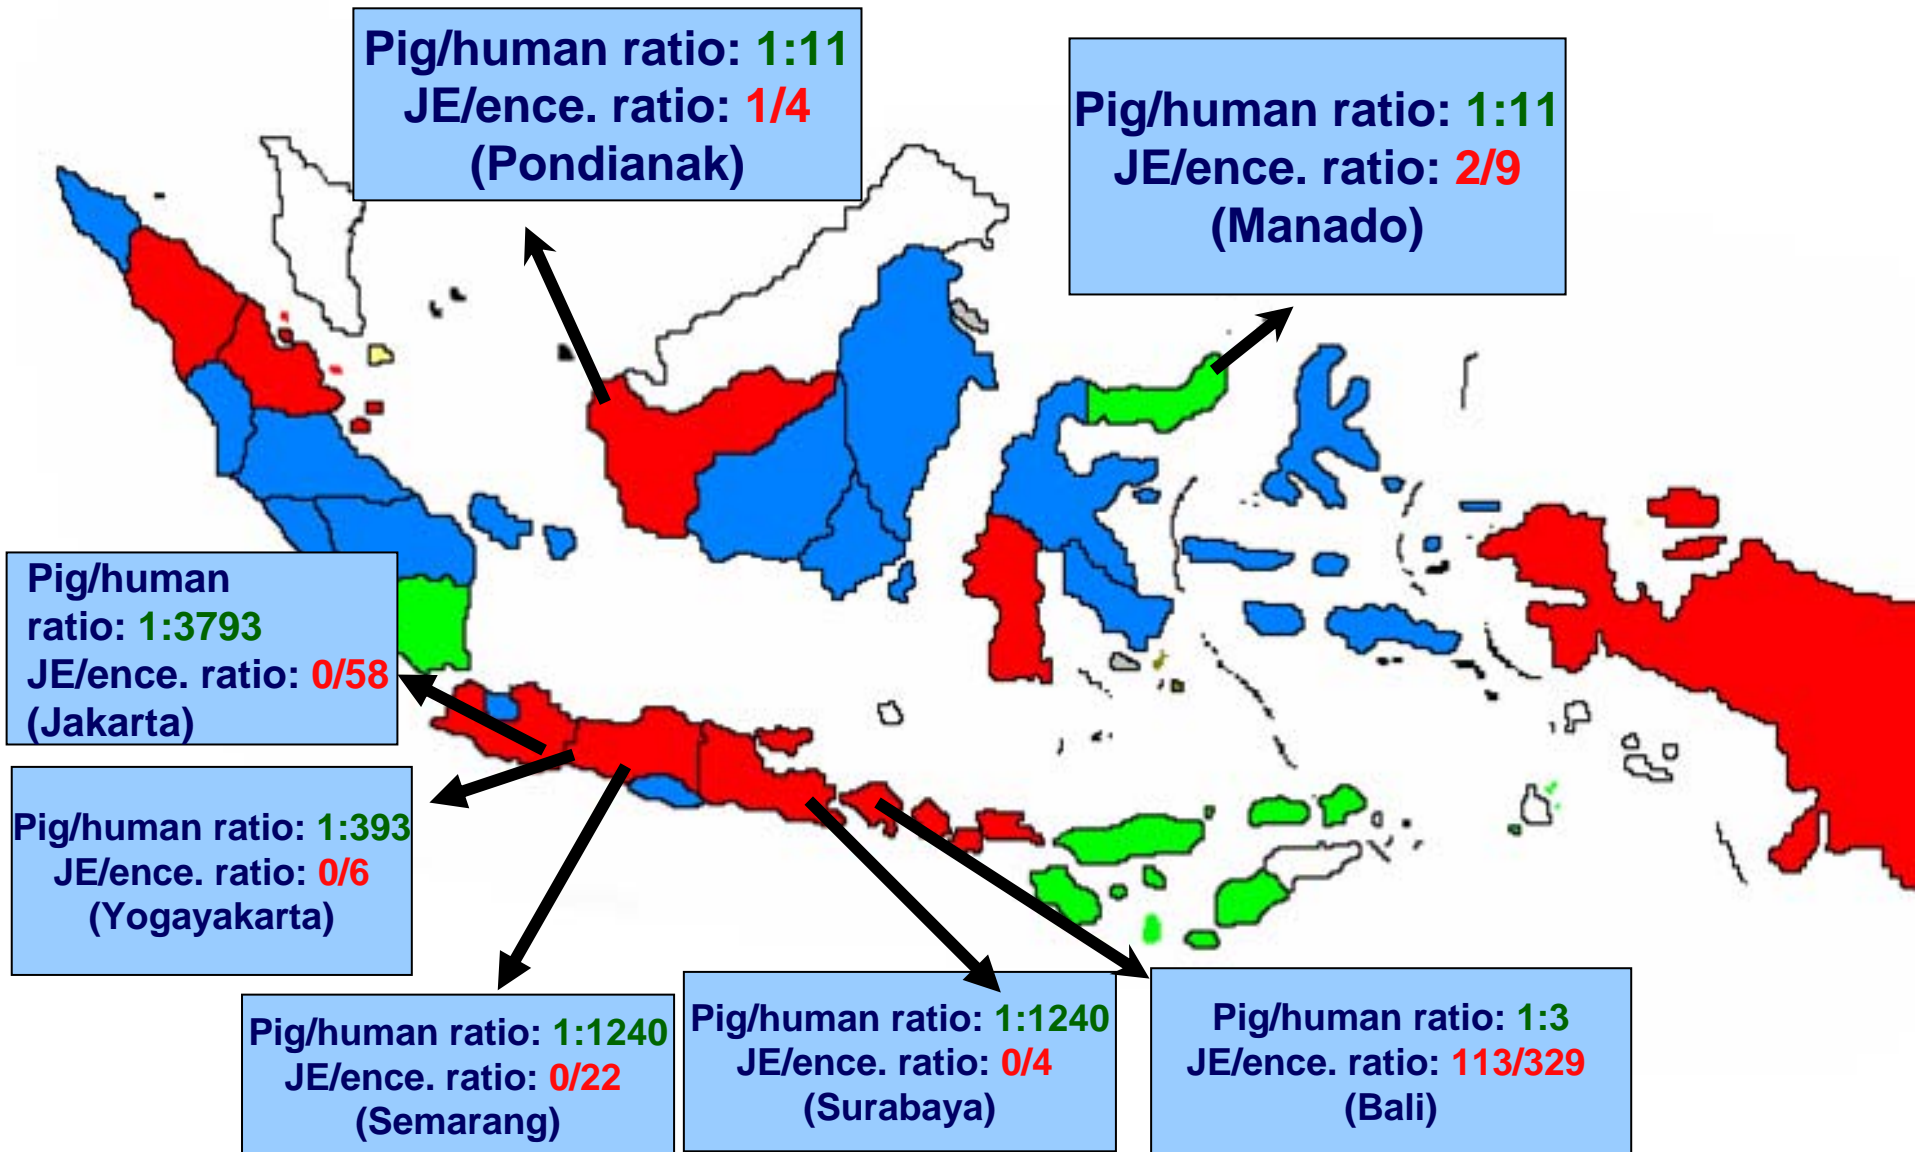 Pig/human ratio: 1:11
JE/ence. ratio: 1/4
(Pondianak)
Pig/human ratio: 1:11
JE/ence. ratio: 2/9
(Manado)
Pig/human
ratio: 1:3793
JE/ence. ratio: 0/58
(Jakarta)
Pig/human ratio: 1:393
JE/ence. ratio: 0/6
(Yogayakarta)
Pig/human ratio: 1:1240
JE/ence. ratio: 0/22
(Semarang)
Pig/human ratio: 1:1240
JE/ence. ratio: 0/4
(Surabaya)
Pig/human ratio: 1:3
JE/ence. ratio: 113/329
(Bali)